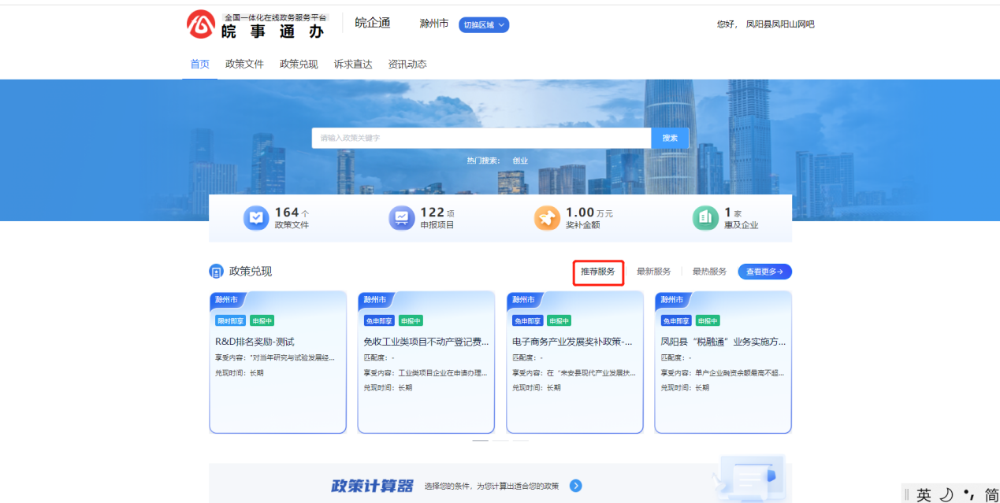 全国一体化在线政务服务平台
皖事通办
皖企通
滁州市
切换区域
您好， 凤阳县凤阳山网吧
首页 政策文件 政策兑现 诉求直达 资讯动态
请输入政策关键字
搜索
热门搜索： 创业
164 个
政策文件
122 项
申报项目
1.00 万元
奖补金额
1 家
惠及企业
政策兑现
推荐服务 最新服务 最热服务 查看更多→
滁州市
限时即享 申报中
R&D排名奖励-测试
享受内容："对当年研究与试验发展经...
兑现时间：长期
滁州市
免申即享 申报中
免收工业类项目不动产登记费...
匹配度：-
享受内容：工业类项目企业在申请办理...
兑现时间：长期
滁州市
免申即享 申报中
电子商务产业发展奖补政策-...
匹配度：-
享受内容：在“来安县现代产业发展扶...
兑现时间：长期
滁州市
免申即享 申报中
凤阳县“税融通”业务实施方...
匹配度：-
享受内容：单户企业融资余额最高不超...
兑现时间：长期
政策计算器 选择您的条件，为您计算出适合您的政策
英 简